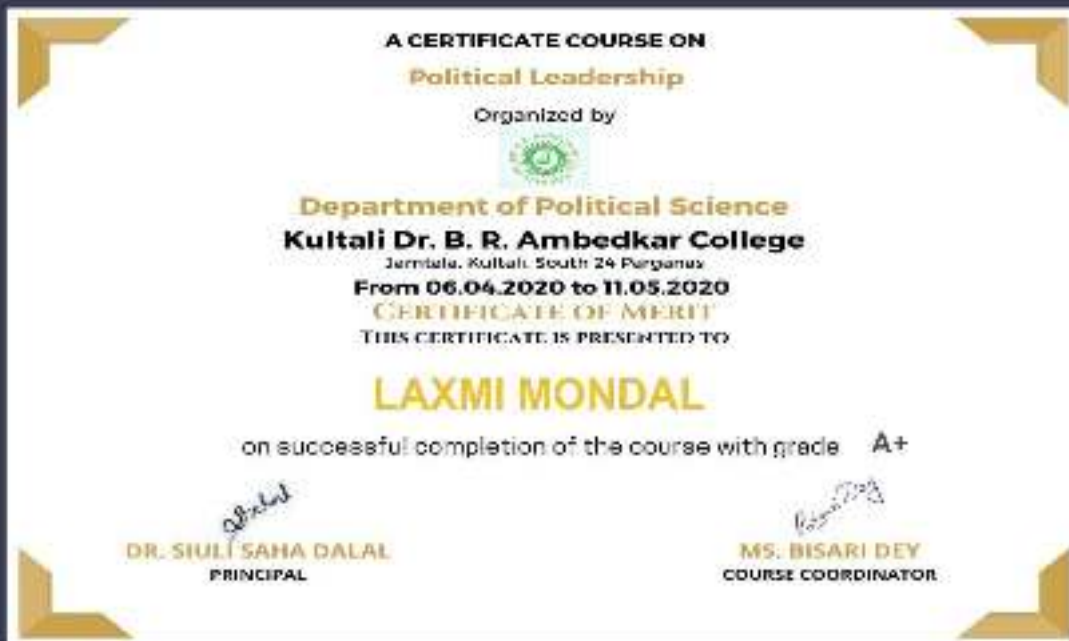 A CERTIFICATE COURSE ON
Political Leadership
Organized by
Department of Political Science
Kultali Dr. B. R. Ambedkar College
Jamtala, Kultali, South 24 Parganas
From 06.04.2020 to 11.05.2020
CERTIFICATE OF MERIT
THIS CERTIFICATE IS PRESENTED TO
LAXMI MONDAL
on successful completion of the course with grade A+
DR. SIULI SAHA DALAL
MS. BISARI DEY
PRINCIPAL
COURSE COORDINATOR